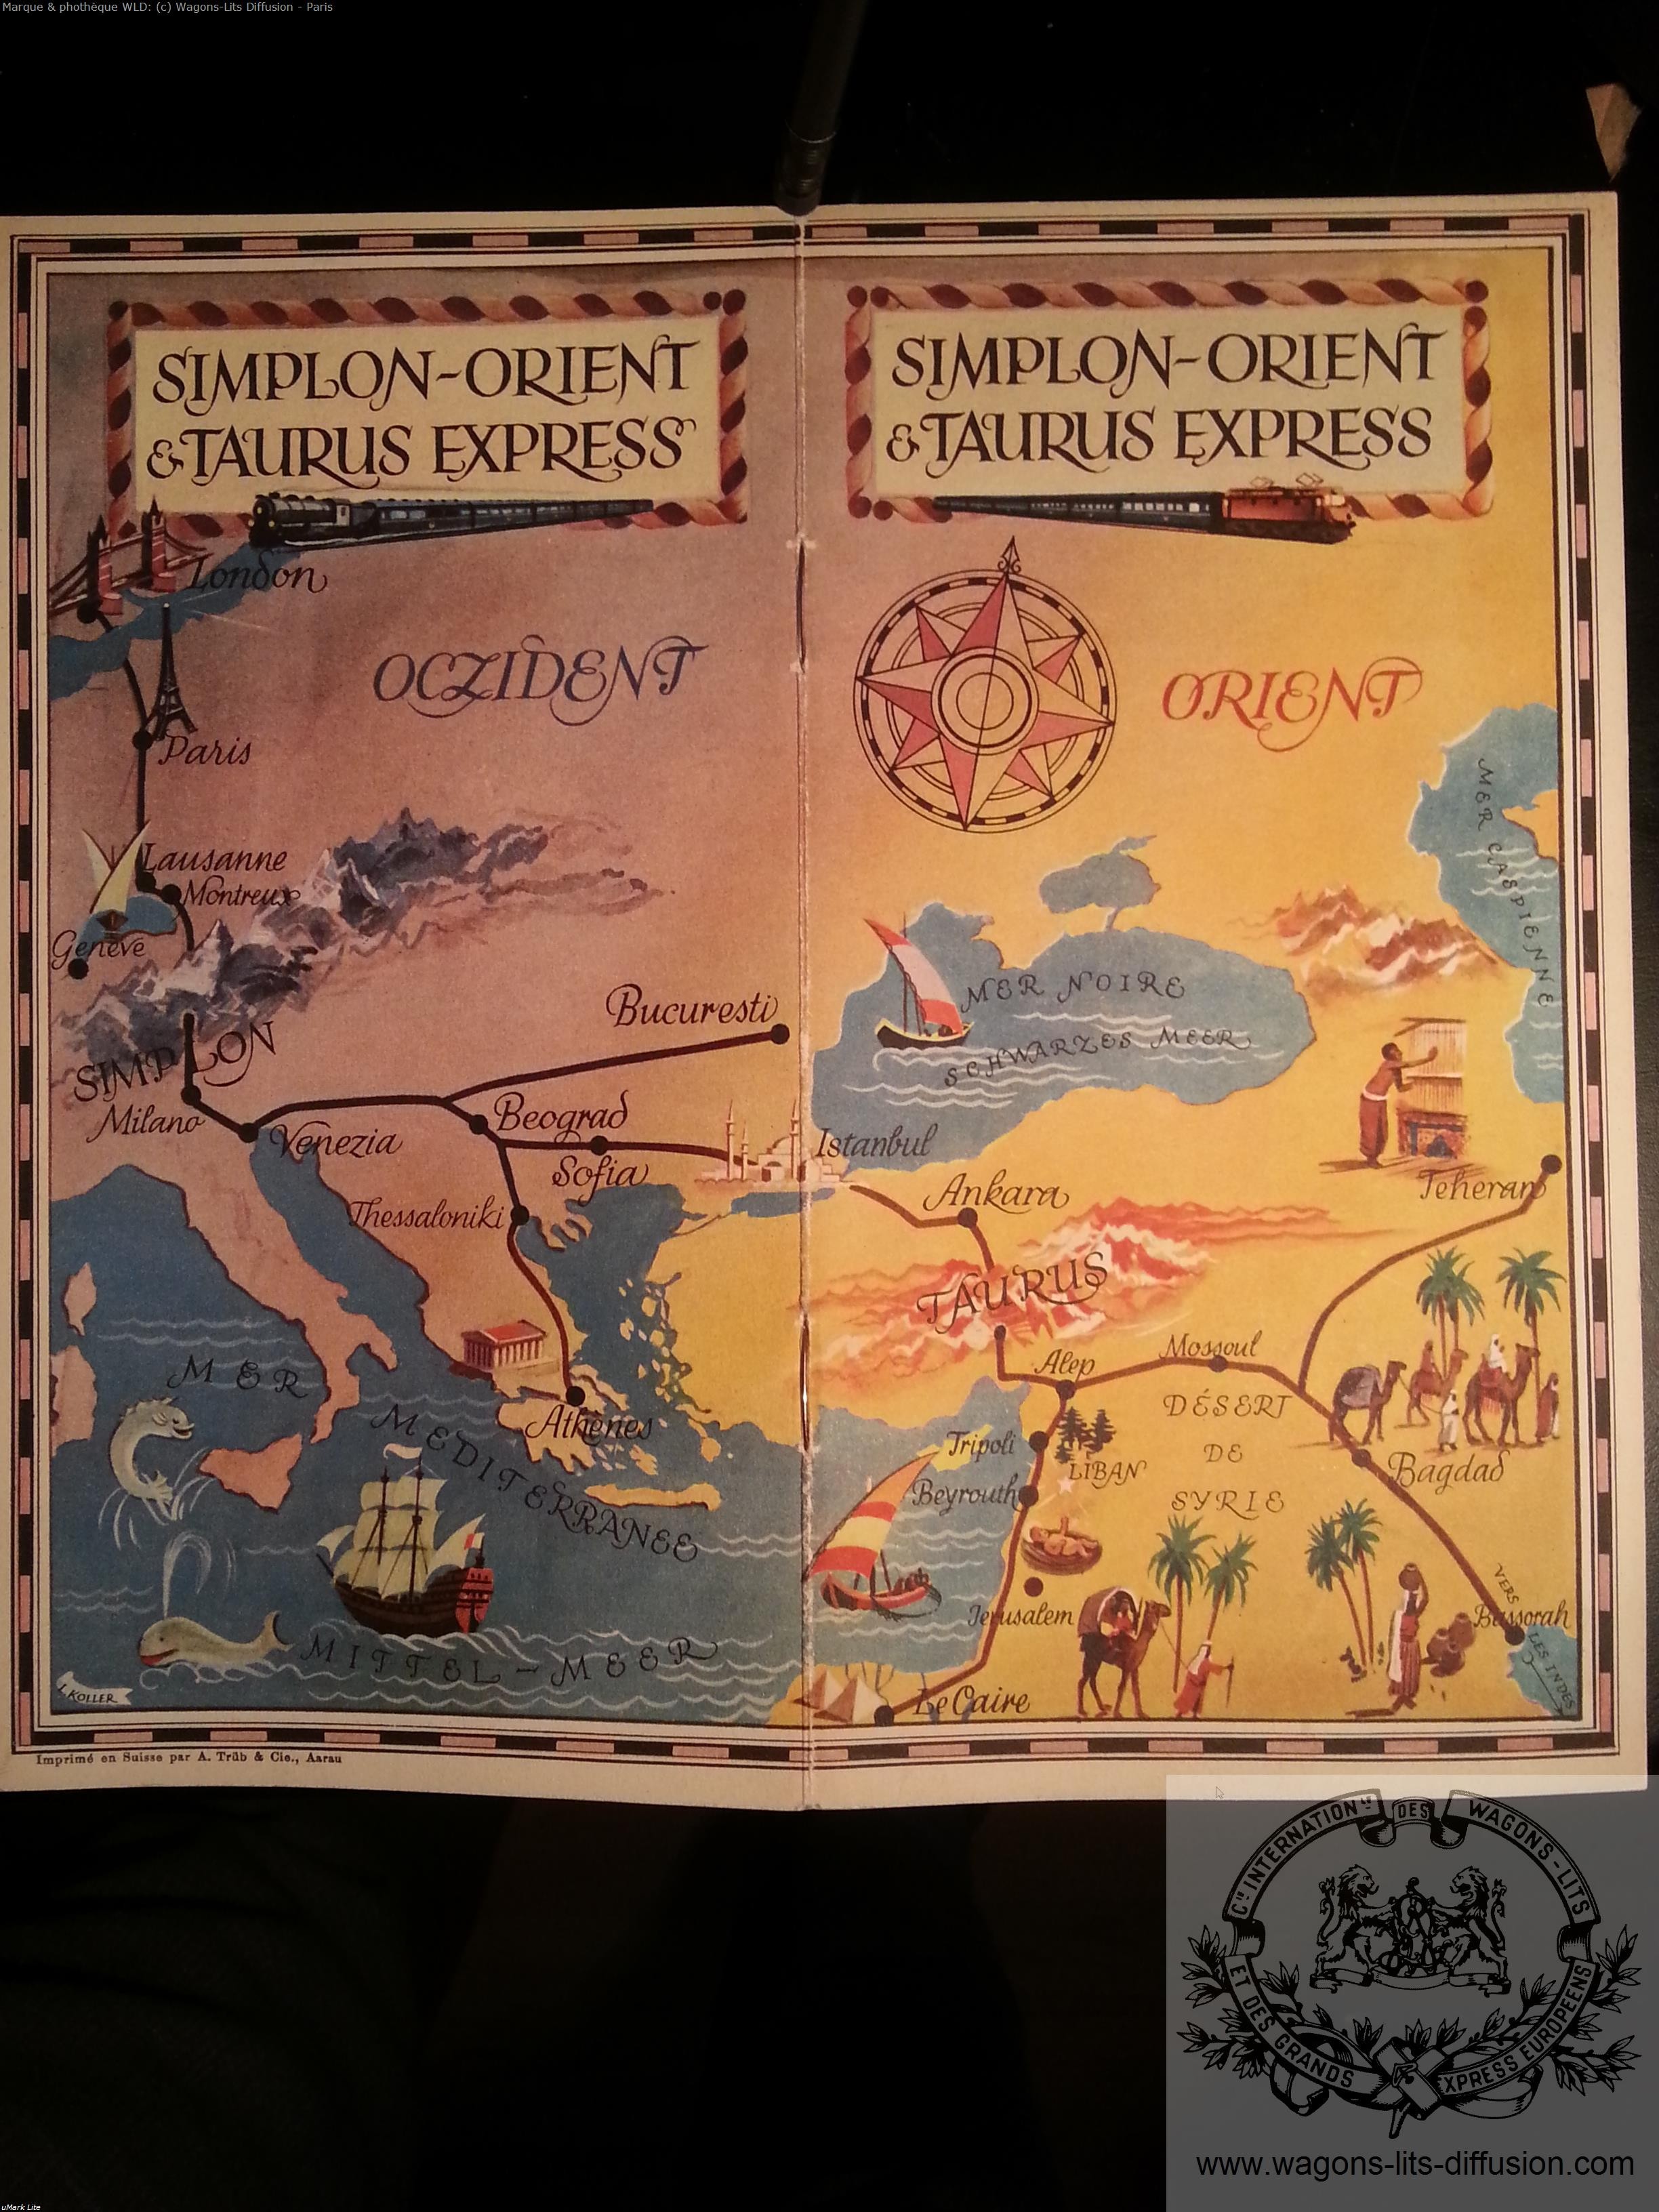 Marque & phothèque WLD: (c) Wagons-Lits Diffusion - Paris
SIMPLON-ORIENT
& TAURUS EXPRESS
SIMPLON-ORIENT
& TAURUS EXPRESS
London
OCZIDENT
ORIENT
Paris
MER CASPIENNE
Lausanne
Montreux
Genève
SIMPLON
Bucuresti
MER NOIRE
SCHWARZES MEER
Milano
Venezia
Beograd
Sofia
Istanbul
Thessaloniki
Ankara
Teheran
TAURUS
Alep
Mossoul
MER
MEDITERRANEE
Athènes
DÉSERT
DE
SYRIE
Tripoli
LIBAN
Beyrouth
Bagdad
Jerusalem
VERS
Bassorah
LES INDES
MITTEL-MEER
L. KOLLER
Le Caire
Imprimé en Suisse par A. Trüb & Cie., Aarau
CIE INTERNATIONLE DES WAGONS-LITS
ET DES GRANDS EXPRESS EUROPEENS
www.wagons-lits-diffusion.com
uMark Lite